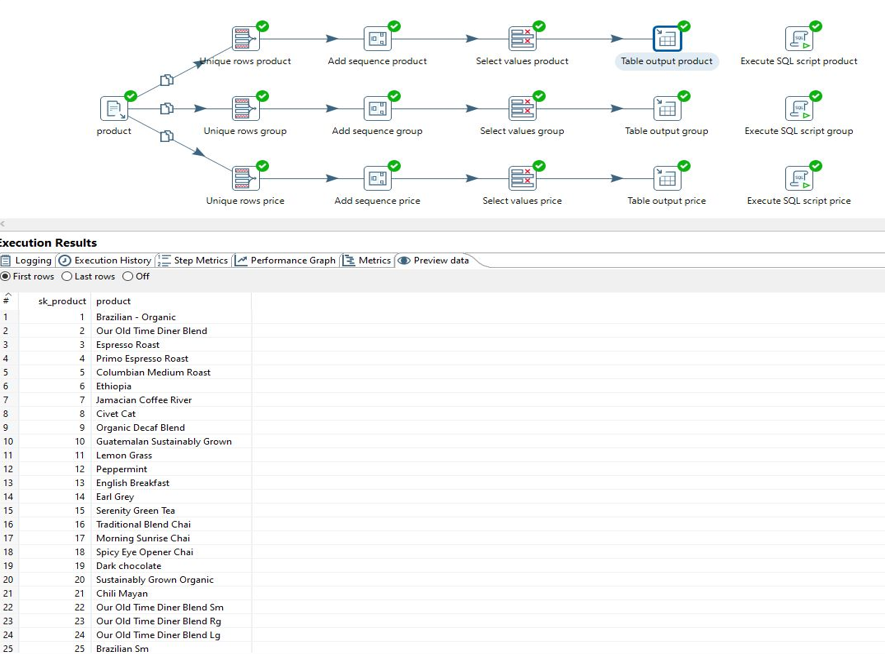 Unique rows product
Add sequence product
Select values product
Table output product
Execute SQL script product
product
Unique rows group
Add sequence group
Select values group
Table output group
Execute SQL script group
Unique rows price
Add sequence price
Select values price
Table output price
Execute SQL script price
Execution Results
Logging Execution History Step Metrics Performance Graph Metrics Preview data
First rows Last rows Off
# sk_product product
1 1 Brazilian - Organic
2 2 Our Old Time Diner Blend
3 3 Espresso Roast
4 4 Primo Espresso Roast
5 5 Columbian Medium Roast
6 6 Ethiopia
7 7 Jamacian Coffee River
8 8 Civet Cat
9 9 Organic Decaf Blend
10 10 Guatemalan Sustainably Grown
11 11 Lemon Grass
12 12 Peppermint
13 13 English Breakfast
14 14 Earl Grey
15 15 Serenity Green Tea
16 16 Traditional Blend Chai
17 17 Morning Sunrise Chai
18 18 Spicy Eye Opener Chai
19 19 Dark chocolate
20 20 Sustainably Grown Organic
21 21 Chili Mayan
22 22 Our Old Time Diner Blend Sm
23 23 Our Old Time Diner Blend Rg
24 24 Our Old Time Diner Blend Lg
25 25 Brazilian Sm